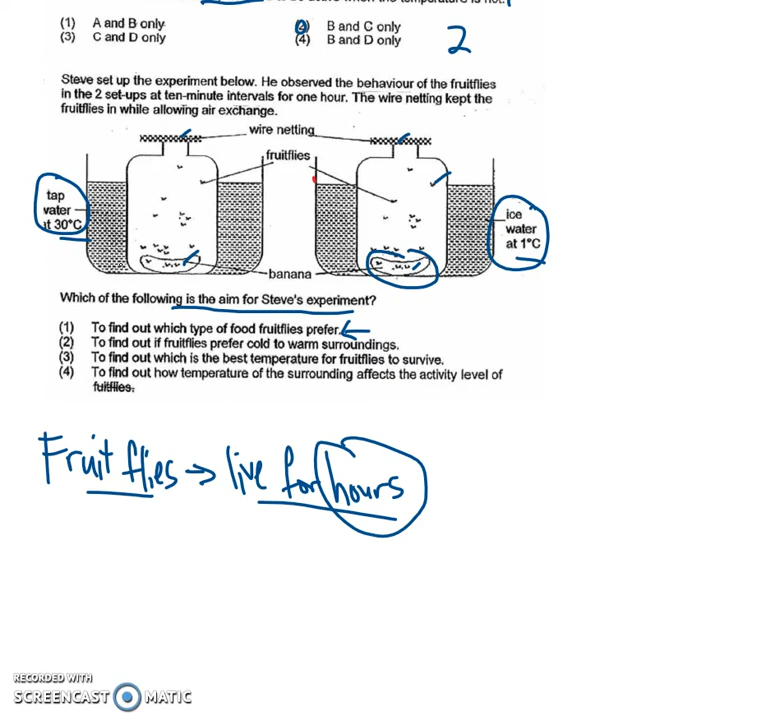 (1) A and B only
(2) B and C only
(3) C and D only
(4) B and D only
2
Steve set up the experiment below. He observed the behaviour of the fruitflies
in the 2 set-ups at ten-minute intervals for one hour. The wire netting kept the
fruitflies in while allowing air exchange.
wire netting
fruitflies
tap
water
at 30°C
ice
water
at 1°C
banana
Which of the following is the aim for Steve's experiment?
(1) To find out which type of food fruitflies prefer.
(2) To find out if fruitflies prefer cold to warm surroundings.
(3) To find out which is the best temperature for fruitflies to survive.
(4) To find out how temperature of the surrounding affects the activity level of
fuitflies.
Fruit flies → live for hours
RECORDED WITH
SCREENCAST MATIC